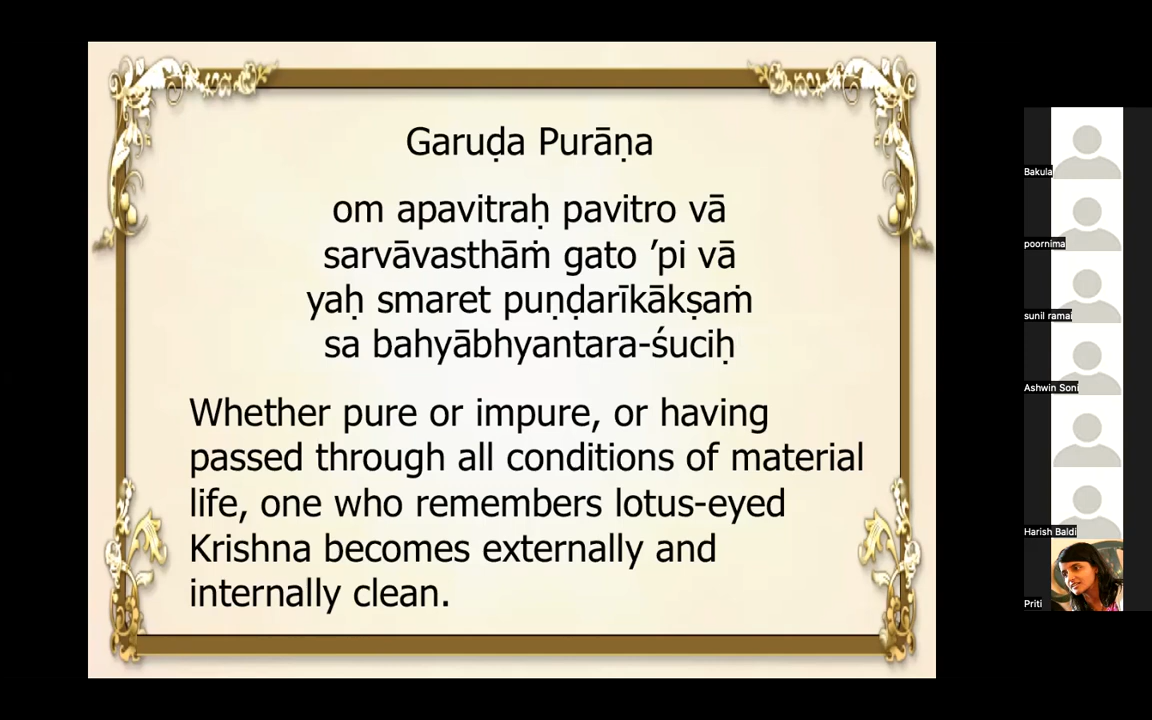 Garuḍa Purāṇa
om apavitraḥ pavitro vā
sarvāvasthāṁ gato ’pi vā
yaḥ smaret puṇḍarīkākṣaṁ
sa bahyābhyantara-śuciḥ
Whether pure or impure, or having
passed through all conditions of material
life, one who remembers lotus-eyed
Krishna becomes externally and
internally clean.
Bakula
poornima
sunil ramai
Ashwin Soni
Harish Baldi
Priti